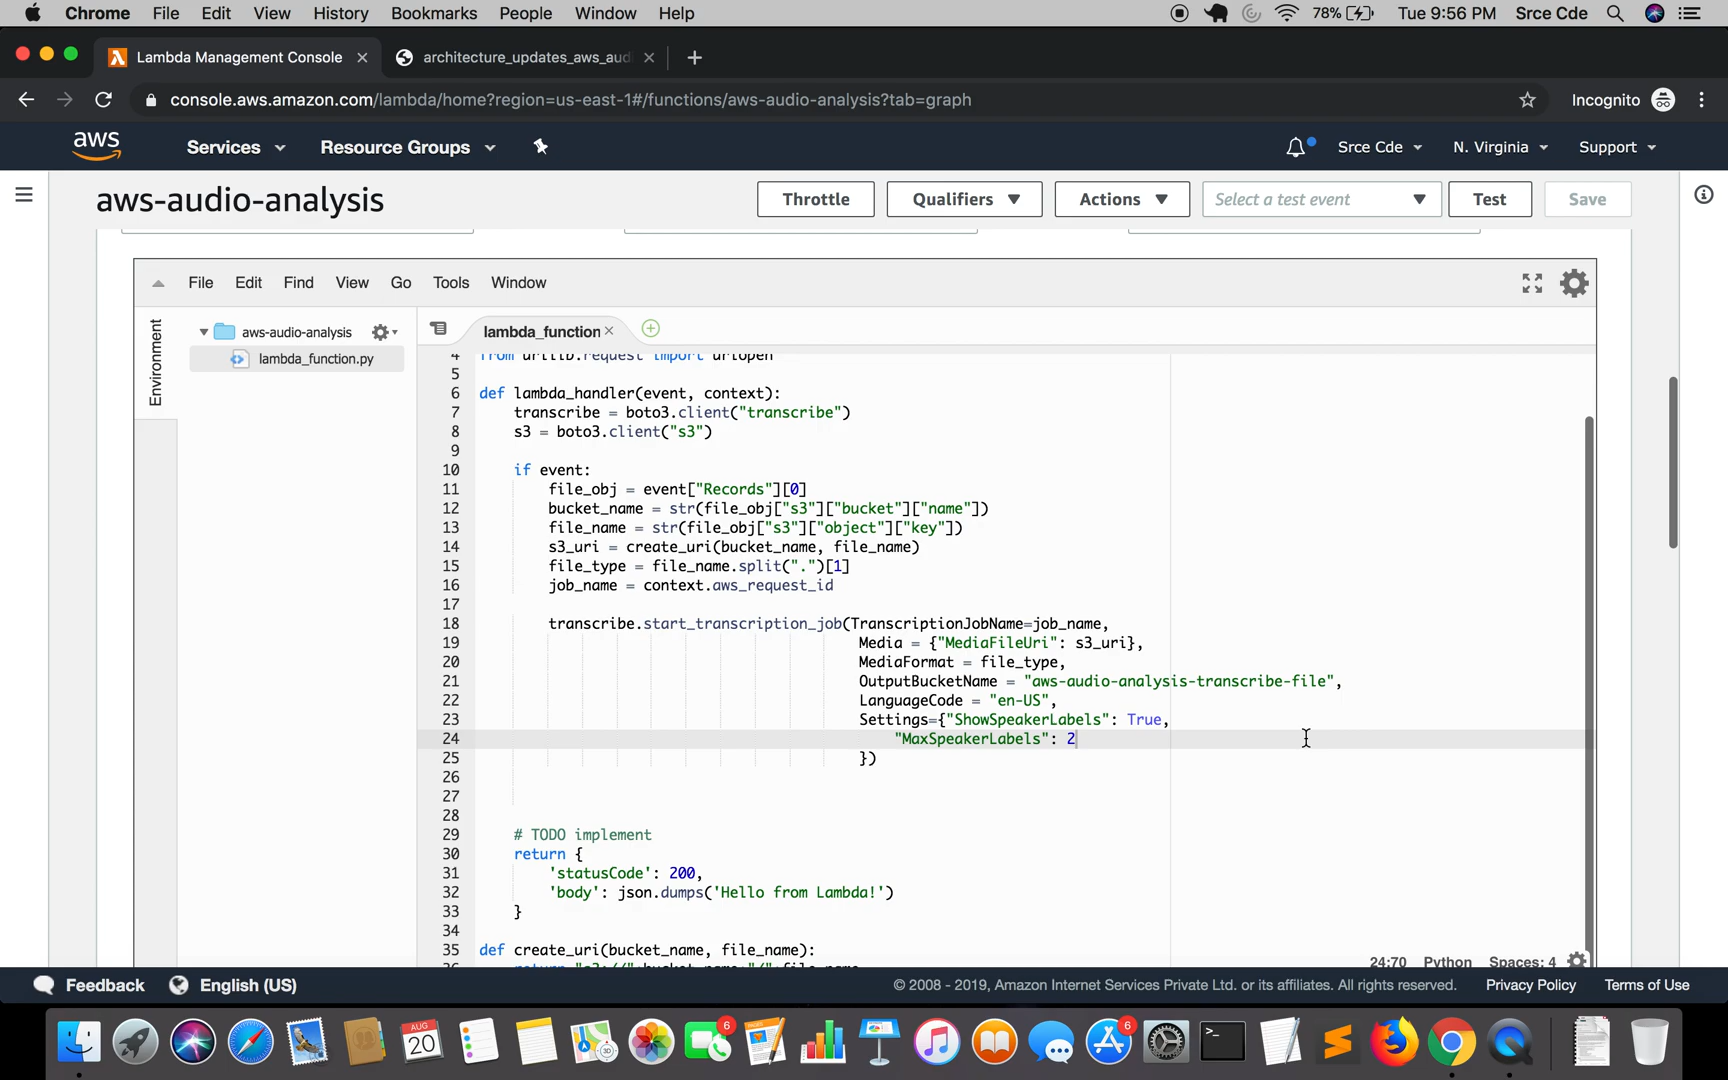 Chrome File Edit View History Bookmarks People Window Help 78% Tue 9:56 PM Srce Cde
Lambda Management Console architecture_updates_aws_aud
console.aws.amazon.com/lambda/home?region=us-east-1#/functions/aws-audio-analysis?tab=graph Incognito
aws Services Resource Groups Srce Cde N. Virginia Support
aws-audio-analysis Throttle Qualifiers Actions Select a test event Test Save
File Edit Find View Go Tools Window
Environment
aws-audio-analysis
lambda_function.py
lambda_function
4 from urllib.request import urlopen
5
6 def lambda_handler(event, context):
7 transcribe = boto3.client("transcribe")
8 s3 = boto3.client("s3")
9
10 if event:
11 file_obj = event["Records"][0]
12 bucket_name = str(file_obj["s3"]["bucket"]["name"])
13 file_name = str(file_obj["s3"]["object"]["key"])
14 s3_uri = create_uri(bucket_name, file_name)
15 file_type = file_name.split(".")[1]
16 job_name = context.aws_request_id
17
18 transcribe.start_transcription_job(TranscriptionJobName=job_name,
19 Media = {"MediaFileUri": s3_uri},
20 MediaFormat = file_type,
21 OutputBucketName = "aws-audio-analysis-transcribe-file",
22 LanguageCode = "en-US",
23 Settings={"ShowSpeakerLabels": True,
24 "MaxSpeakerLabels": 2
25 })
26
27
28
29 # TODO implement
30 return {
31 'statusCode': 200,
32 'body': json.dumps('Hello from Lambda!')
33 }
34
35 def create_uri(bucket_name, file_name):
24:70 Python Spaces: 4
Feedback English (US) © 2008 - 2019, Amazon Internet Services Private Ltd. or its affiliates. All rights reserved. Privacy Policy Terms of Use
AUG
20
6
6